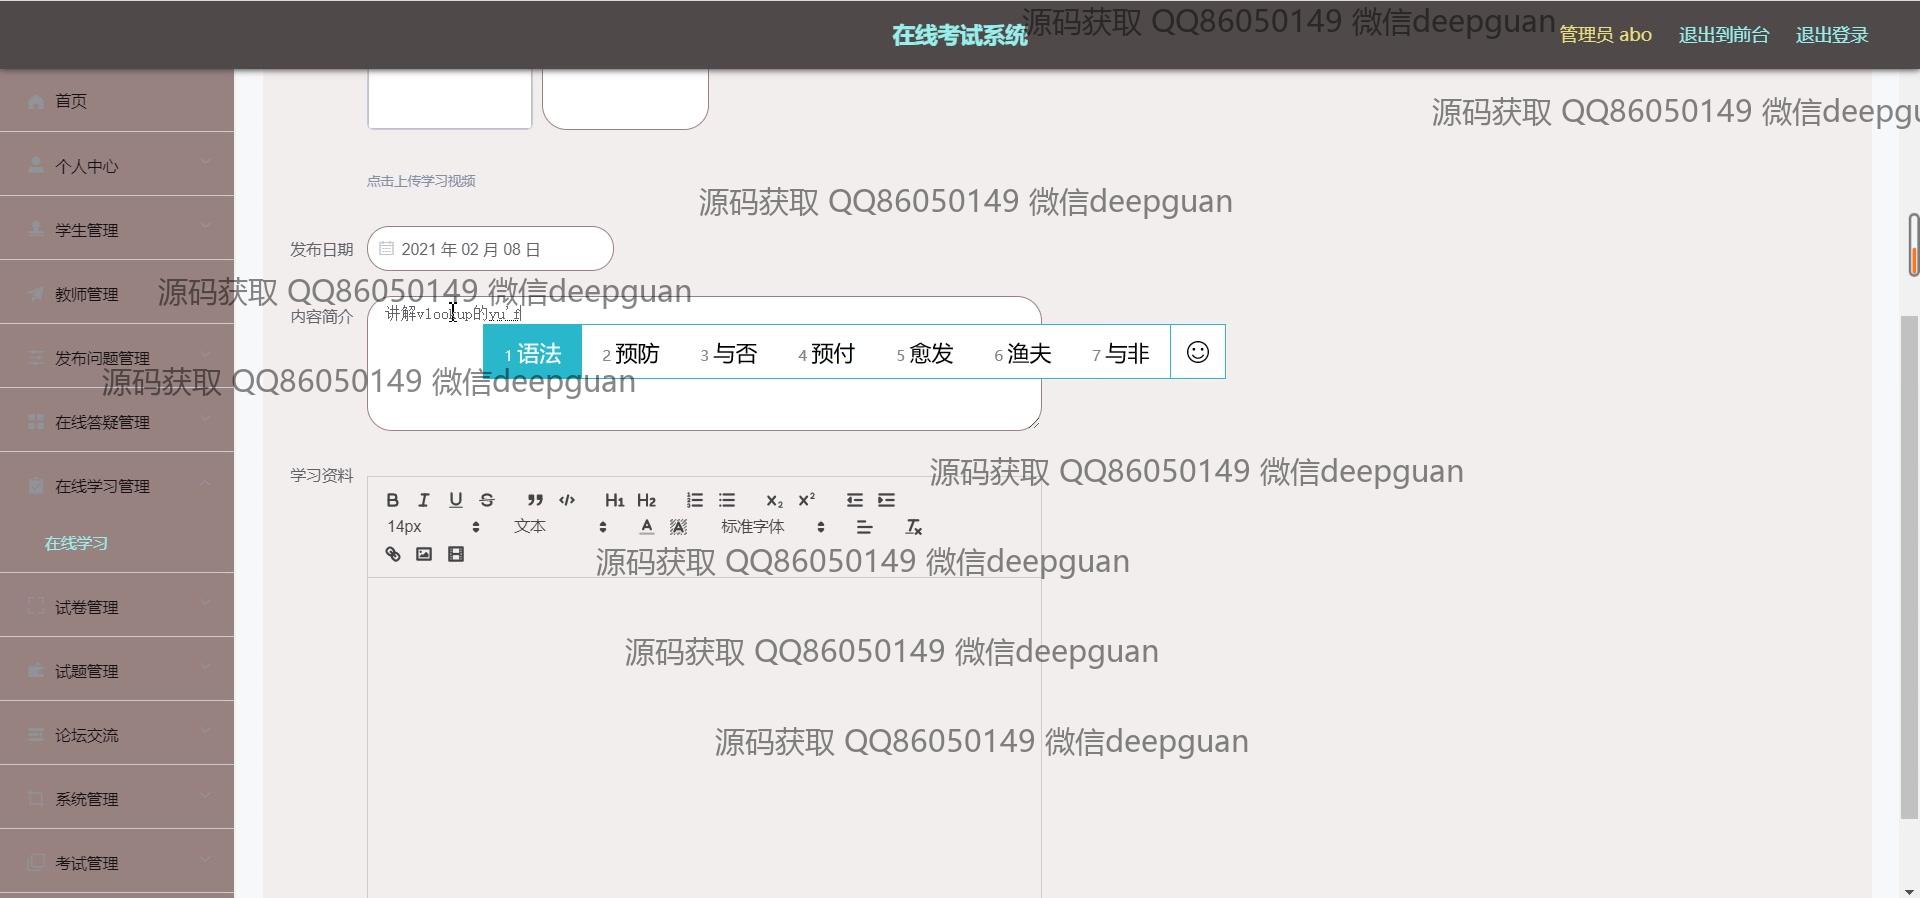 在线考试系统
源码获取 QQ86050149 微信deepguan
管理员 abo
退出到前台
退出登录
首页
源码获取 QQ86050149 微信deepgu
个人中心
点击上传学习视频
源码获取 QQ86050149 微信deepguan
学生管理
发布日期
2021 年 02 月 08 日
教师管理
源码获取 QQ86050149 微信deepguan
内容简介
讲解vlookup的yu'f
1 语法 2 预防 3 与否 4 预付 5 愈发 6 渔夫 7 与非
发布问题管理
源码获取 QQ86050149 微信deepguan
在线答疑管理
学习资料
源码获取 QQ86050149 微信deepguan
在线学习管理
B I U S H1 H2 X2 X2
14px 文本 A A 标准字体 Tx
在线学习
源码获取 QQ86050149 微信deepguan
试卷管理
源码获取 QQ86050149 微信deepguan
试题管理
论坛交流
源码获取 QQ86050149 微信deepguan
系统管理
考试管理